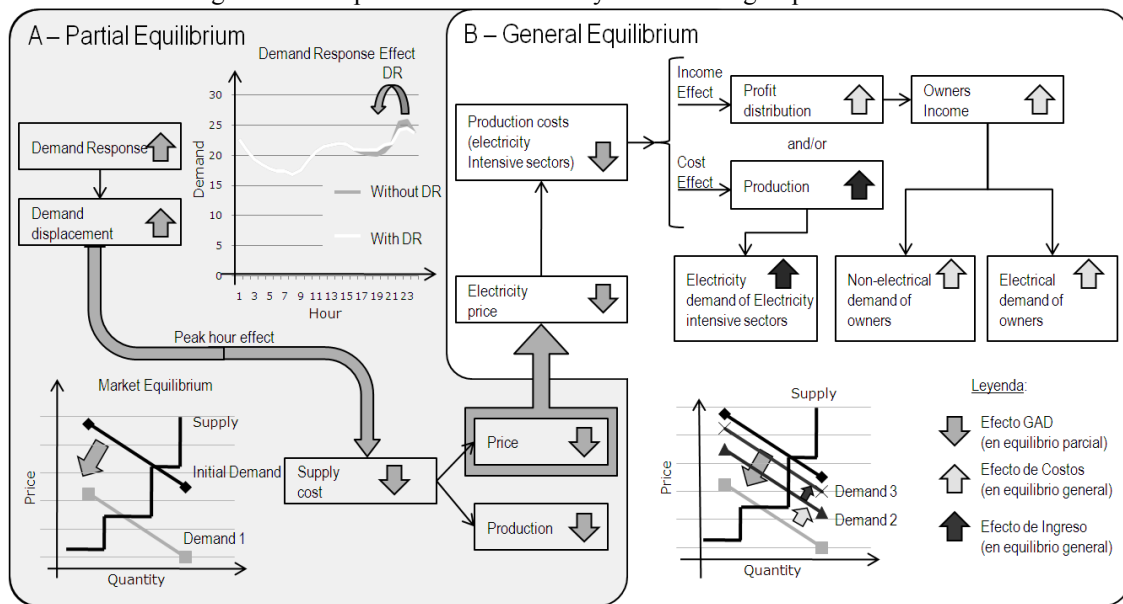 A – Partial Equilibrium
Demand Response Effect
DR
30
25
20
15
10
5
0
Demand
1 3 5 7 9 11 13 15 17 19 21 23
Hour
Without DR
With DR
Demand Response
Demand
displacement
Peak hour effect
Market Equilibrium
Supply
Initial Demand
Demand 1
Price
Quantity
Supply
cost
Price
Production
B – General Equilibrium
Production costs
(electricity
Intensive sectors)
Electricity
price
Income
Effect
Profit
distribution
Owners
Income
and/or
Cost
Effect
Production
Electricity
demand of Electricity
intensive sectors
Non-electrical
demand of
owners
Electrical
demand of
owners
Supply
Demand 3
Demand 2
Price
Quantity
Leyenda:
Efecto GAD
(en equilibrio parcial)
Efecto de Costos
(en equilibrio general)
Efecto de Ingreso
(en equilibrio general)